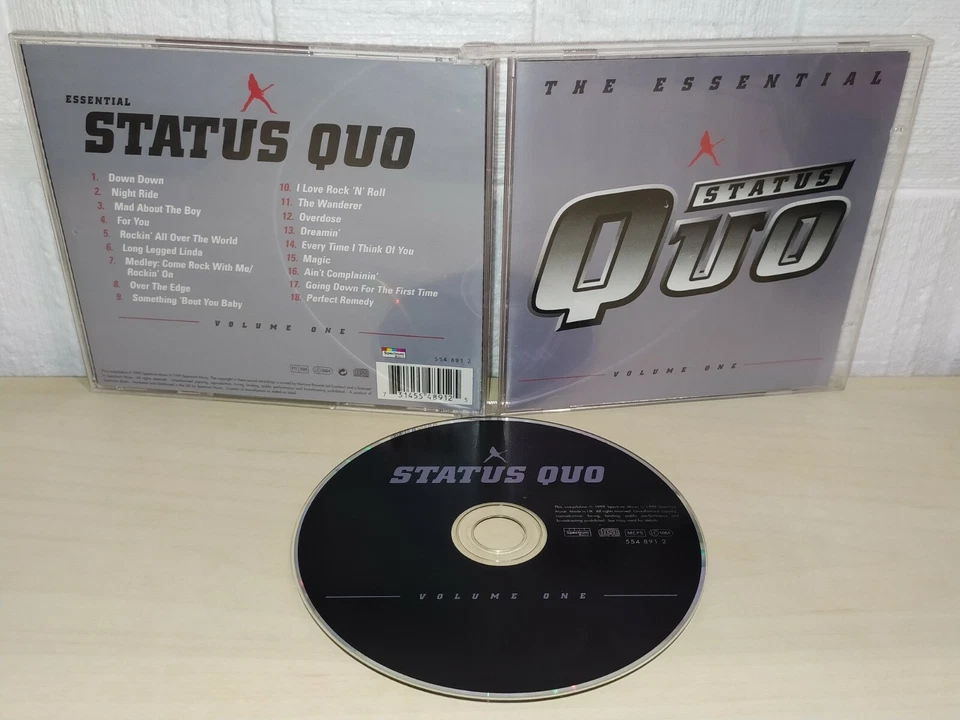 ESSENTIAL
STATUS QUO
1. Down Down
2. Night Ride
3. Mad About The Boy
4. For You
5. Rockin' All Over The World
6. Long Legged Linda
7. Medley: Come Rock With Me/
Rockin' On
8. Over The Edge
9. Something 'Bout You Baby
10. I Love Rock 'N' Roll
11. The Wanderer
12. Overdose
13. Dreamin'
14. Every Time I Think Of You
15. Magic
16. Ain't Complainin'
17. Going Down For The First Time
18. Perfect Remedy
VOLUME ONE
554 891 2
7 31455 48912 5
THE ESSENTIAL
STATUS
QUO
VOLUME ONE
STATUS QUO
554 891 2
VOLUME ONE